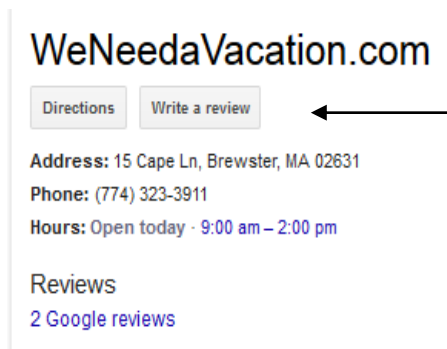 WeNeedaVacation.com
Directions Write a review
Address: 15 Cape Ln, Brewster, MA 02631
Phone: (774) 323-3911
Hours: Open today · 9:00 am – 2:00 pm
Reviews
2 Google reviews